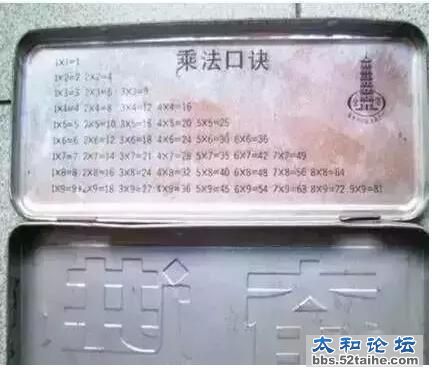 乘法口诀
1X1=1
1X2=2 2X2=4
1X3=3 2X3=6 3X3=9
1X4=4 2X4=8 3X4=12 4X4=16
1X5=5 2X5=10 3X5=15 4X5=20 5X5=25
1X6=6 2X6=12 3X6=18 4X6=24 5X6=30 6X6=36
1X7=7 2X7=14 3X7=21 4X7=28 5X7=35 6X7=42 7X7=49
1X8=8 2X8=16 3X8=24 4X8=32 5X8=40 6X8=48 7X8=56 8X8=64
1X9=9 2X9=18 3X9=27 4X9=36 5X9=45 6X9=54 7X9=63 8X9=72 9X9=81
太和论坛
bbs.52taihe.com